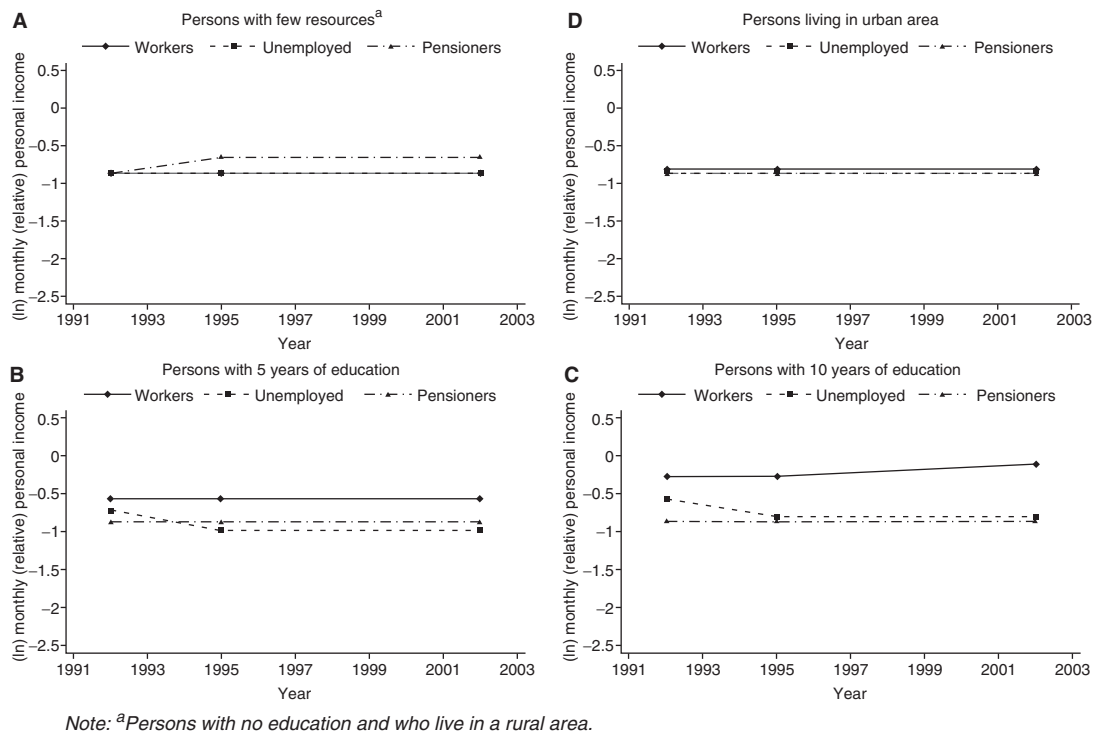 A
Persons with few resourcesa
Workers Unemployed Pensioners
(ln) monthly (relative) personal income
0.5
0
−0.5
−1
−1.5
−2
−2.5
1991 1993 1995 1997 1999 2001 2003
Year
D
Persons living in urban area
Workers Unemployed Pensioners
(ln) monthly (relative) personal income
0.5
0
−0.5
−1
−1.5
−2
−2.5
1991 1993 1995 1997 1999 2001 2003
Year
B
Persons with 5 years of education
Workers Unemployed Pensioners
(ln) monthly (relative) personal income
0.5
0
−0.5
−1
−1.5
−2
−2.5
1991 1993 1995 1997 1999 2001 2003
Year
C
Persons with 10 years of education
Workers Unemployed Pensioners
(ln) monthly (relative) personal income
0.5
0
−0.5
−1
−1.5
−2
−2.5
1991 1993 1995 1997 1999 2001 2003
Year
Note: aPersons with no education and who live in a rural area.